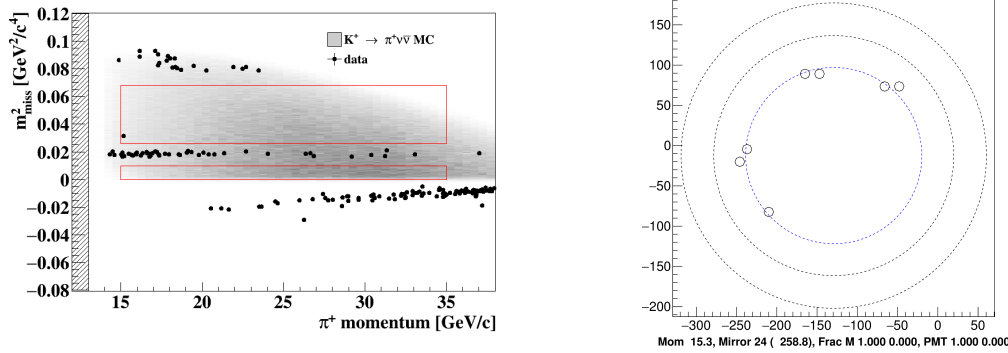 0.12
0.1
0.08
0.06
0.04
0.02
0
−0.02
−0.04
−0.06
−0.08
m²miss [GeV²/c⁴]
K⁺ → π⁺νν̅ MC
data
15 20 25 30 35
π⁺ momentum [GeV/c]
150
100
50
0
−50
−100
−150
−200
−300 −250 −200 −150 −100 −50 0 50
Mom 15.3, Mirror 24 ( 258.8), Frac M 1.000 0.000, PMT 1.000 0.000